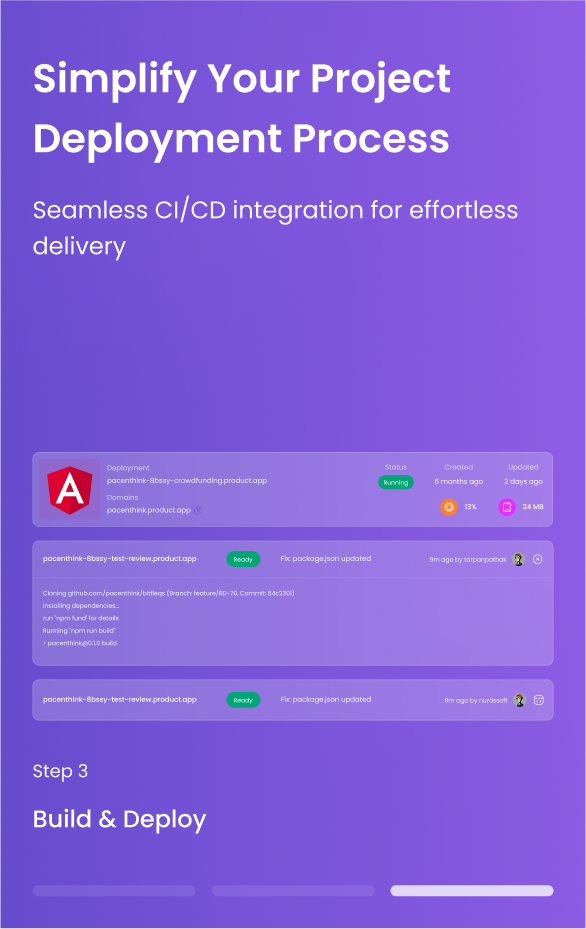 Simplify Your Project
Deployment Process
Seamless CI/CD integration for effortless
delivery
Deployment
pacenthink-8bssy-crowdfunding.product.app
Domains
pacenthink.product.app
Status
Running
Created
6 months ago
Updated
2 days ago
13%
24 MB
pacenthink-8bssy-test-review.product.app Ready Fix: package.json updated 9m ago by tarpanpathak
Cloning github.com/pacenthink/bitfleqs (Branch: feature/RD-70, Commit: 84c2301)
Installing dependencies...
run "npm fund' for details
Running "npm run build"
> pacenthink@0.1.0 build
pacenthink-8bssy-test-review.product.app Ready Fix: package.json updated 9m ago by nurdssoft
Step 3
Build & Deploy